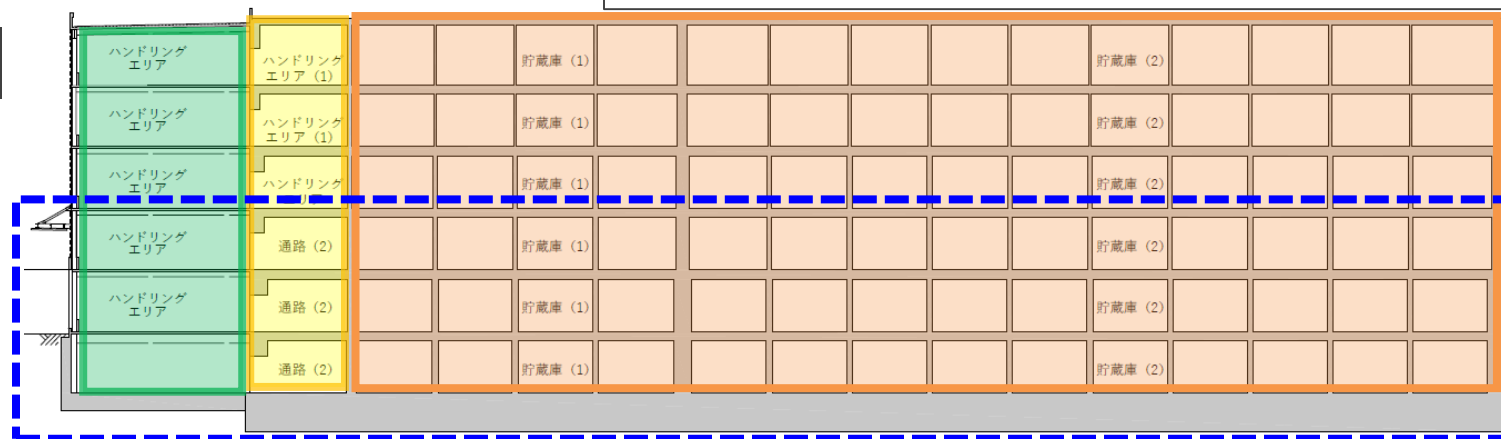 ハンドリング
エリア
ハンドリング
エリア (1)
貯蔵庫 (1)
貯蔵庫 (2)
ハンドリング
エリア
ハンドリング
エリア (1)
貯蔵庫 (1)
貯蔵庫 (2)
ハンドリング
エリア
ハンドリング
エリア
貯蔵庫 (1)
貯蔵庫 (2)
ハンドリング
エリア
通路 (2)
貯蔵庫 (1)
貯蔵庫 (2)
ハンドリング
エリア
通路 (2)
貯蔵庫 (1)
貯蔵庫 (2)
通路 (2)
貯蔵庫 (1)
貯蔵庫 (2)